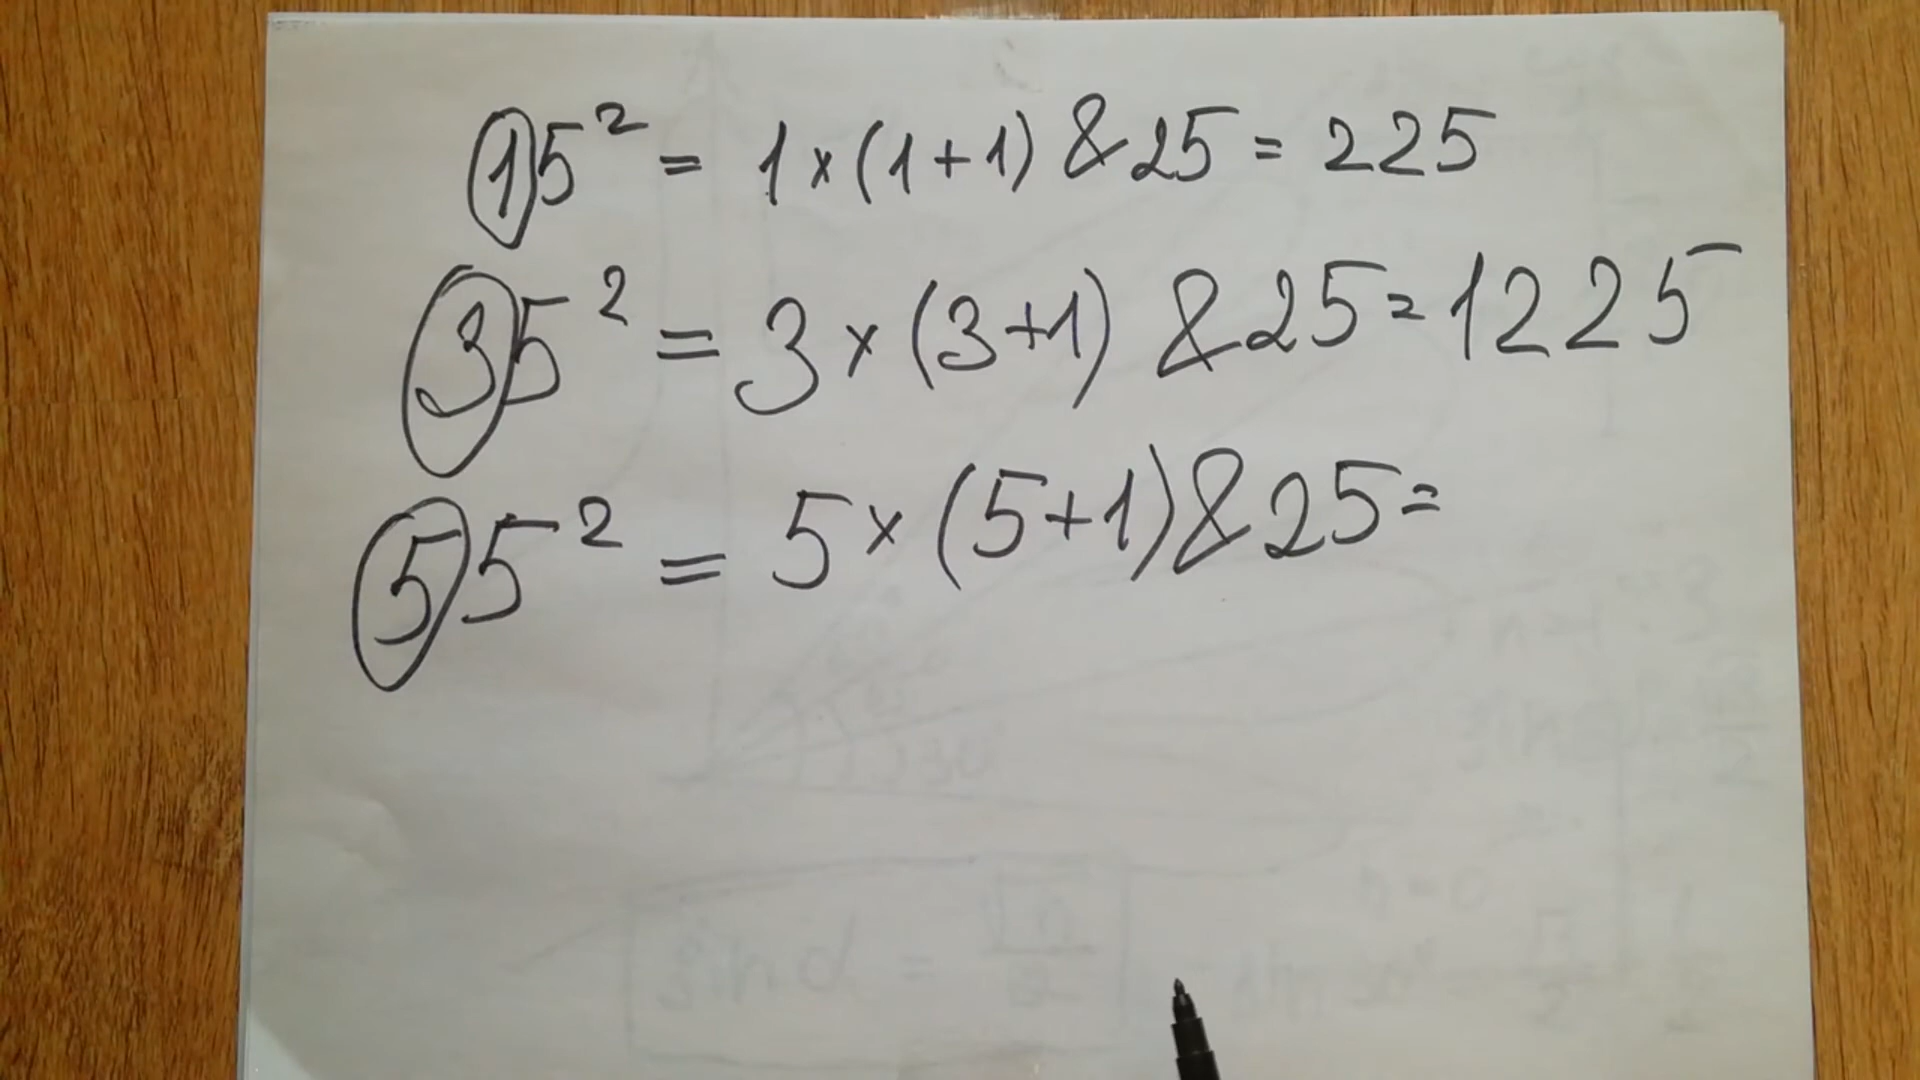 15² = 1 × (1+1) & 25 = 225
35² = 3 × (3+1) & 25 = 1225
55² = 5 × (5+1) & 25 =